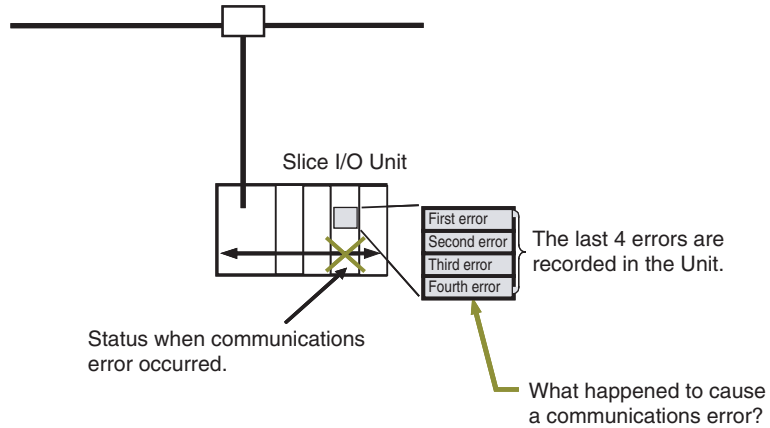 Slice I/O Unit
First error
Second error
Third error
Fourth error
The last 4 errors are
recorded in the Unit.
Status when communications
error occurred.
What happened to cause
a communications error?